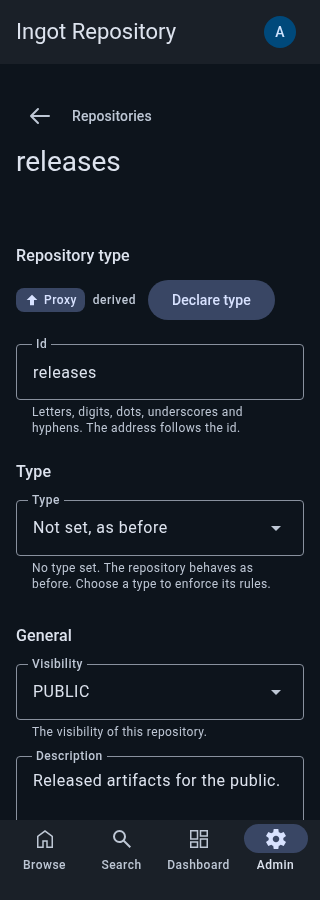 Ingot Repository
A
Repositories
releases
Repository type
Proxy
derived
Declare type
Id
releases
Letters, digits, dots, underscores and
hyphens. The address follows the id.
Type
Type
Not set, as before
No type set. The repository behaves as
before. Choose a type to enforce its rules.
General
Visibility
PUBLIC
The visibility of this repository.
Description
Released artifacts for the public.
Browse
Search
Dashboard
Admin